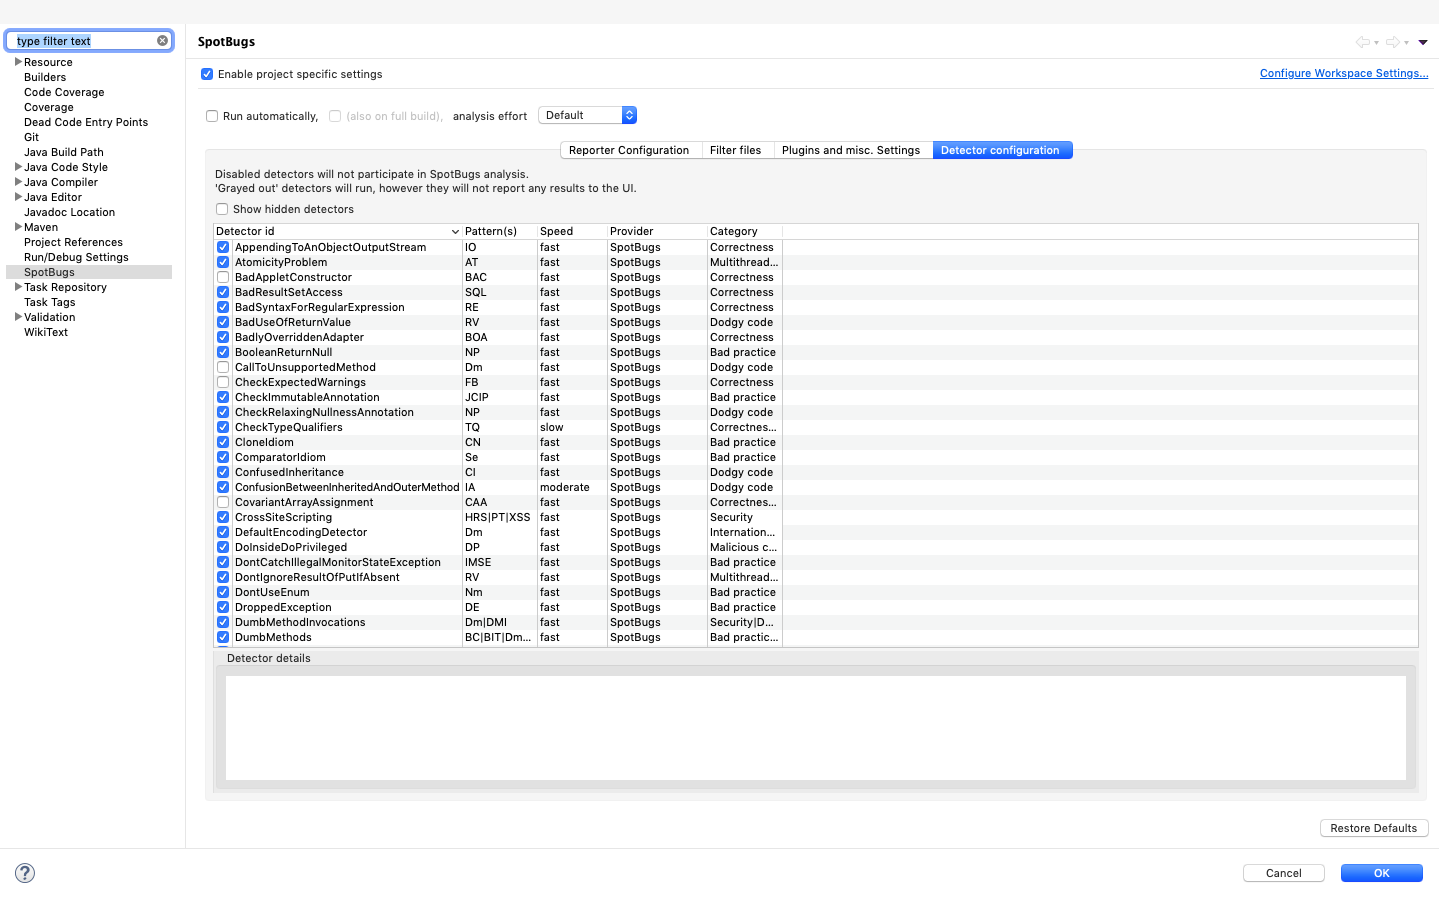 type filter text
Resource
Builders
Code Coverage
Coverage
Dead Code Entry Points
Git
Java Build Path
Java Code Style
Java Compiler
Java Editor
Javadoc Location
Maven
Project References
Run/Debug Settings
SpotBugs
Task Repository
Task Tags
Validation
WikiText
SpotBugs
Enable project specific settings
Configure Workspace Settings...
Run automatically, (also on full build), analysis effort Default
Reporter Configuration Filter files Plugins and misc. Settings Detector configuration
Disabled detectors will not participate in SpotBugs analysis.
'Grayed out' detectors will run, however they will not report any results to the UI.
Show hidden detectors
Detector id Pattern(s) Speed Provider Category
AppendingToAnObjectOutputStream IO fast SpotBugs Correctness
AtomicityProblem AT fast SpotBugs Multithread...
BadAppletConstructor BAC fast SpotBugs Correctness
BadResultSetAccess SQL fast SpotBugs Correctness
BadSyntaxForRegularExpression RE fast SpotBugs Correctness
BadUseOfReturnValue RV fast SpotBugs Dodgy code
BadlyOverriddenAdapter BOA fast SpotBugs Correctness
BooleanReturnNull NP fast SpotBugs Bad practice
CallToUnsupportedMethod Dm fast SpotBugs Dodgy code
CheckExpectedWarnings FB fast SpotBugs Correctness
CheckImmutableAnnotation JCIP fast SpotBugs Bad practice
CheckRelaxingNullnessAnnotation NP fast SpotBugs Dodgy code
CheckTypeQualifiers TQ slow SpotBugs Correctnes...
CloneIdiom CN fast SpotBugs Bad practice
ComparatorIdiom Se fast SpotBugs Bad practice
ConfusedInheritance CI fast SpotBugs Dodgy code
ConfusionBetweenInheritedAndOuterMethod IA moderate SpotBugs Dodgy code
CovariantArrayAssignment CAA fast SpotBugs Correctnes...
CrossSiteScripting HRS|PT|XSS fast SpotBugs Security
DefaultEncodingDetector Dm fast SpotBugs Internation...
DoInsideDoPrivileged DP fast SpotBugs Malicious c...
DontCatchIllegalMonitorStateException IMSE fast SpotBugs Bad practice
DontIgnoreResultOfPutIfAbsent RV fast SpotBugs Multithread...
DontUseEnum Nm fast SpotBugs Bad practice
DroppedException DE fast SpotBugs Bad practice
DumbMethodInvocations Dm|DMI fast SpotBugs Security|D...
DumbMethods BC|BIT|Dm... fast SpotBugs Bad practic...
Detector details
Restore Defaults
? Cancel OK